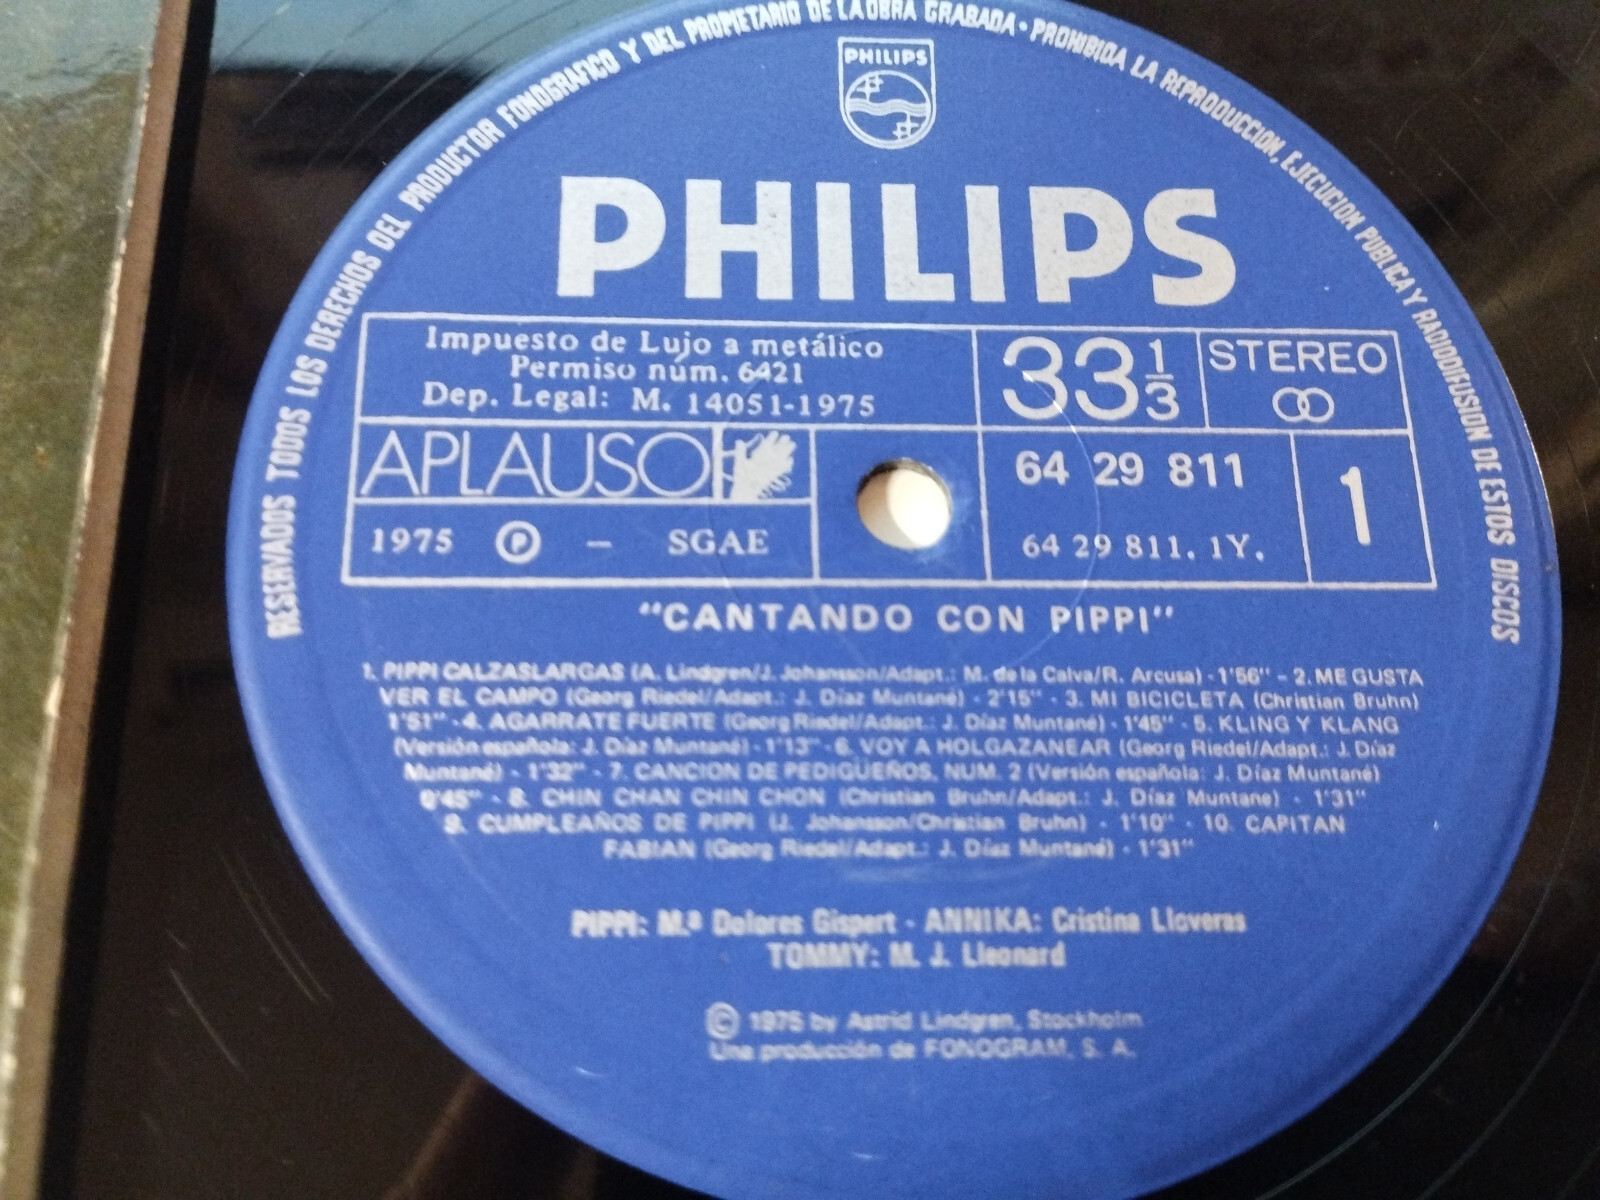 RESERVADOS TODOS LOS DERECHOS DEL PRODUCTOR FONOGRAFICO Y DEL PROPIETARIO DE LA OBRA GRABADA · PROHIBIDA LA REPRODUCCION, EJECUCION PUBLICA Y RADIODIFUSION DE ESTOS DISCOS
PHILIPS
PHILIPS
Impuesto de Lujo a metálico
Permiso núm. 6421
Dep. Legal: M. 14051-1975
33 1/3
STEREO
APLAUSO
64 29 811
1
1975 Ⓟ – SGAE
64 29 811. 1Y.
"CANTANDO CON PIPPI"
1. PIPPI CALZASLARGAS (A. Lindgren/J. Johansson/Adapt.: M. de la Calva/R. Arcusa) - 1'56" - 2. ME GUSTA
VER EL CAMPO (Georg Riedel/Adapt.: J. Díaz Muntané) - 2'15" - 3. MI BICICLETA (Christian Bruhn)
1'51" - 4. AGARRATE FUERTE (Georg Riedel/Adapt.: J. Díaz Muntané) - 1'45" - 5. KLING Y KLANG
(Versión española: J. Díaz Muntané) - 1'13" - 6. VOY A HOLGAZANEAR (Georg Riedel/Adapt.: J. Díaz
Muntané) - 1'32" - 7. CANCION DE PEDIGÜEÑOS, NUM. 2 (Versión española: J. Díaz Muntané)
0'45" - 8. CHIN CHAN CHIN CHON (Christian Bruhn/Adapt.: J. Díaz Muntane) - 1'31"
9. CUMPLEAÑOS DE PIPPI (J. Johansson/Christian Bruhn) - 1'10" - 10. CAPITAN
FABIAN (Georg Riedel/Adapt.: J. Díaz Muntané) - 1'31"
PIPPI: M.ª Dolores Gispert - ANNIKA: Cristina Lloveras
TOMMY: M. J. Lleonard
© 1975 by Astrid Lindgren, Stockholm
Una producción de FONOGRAM, S. A.